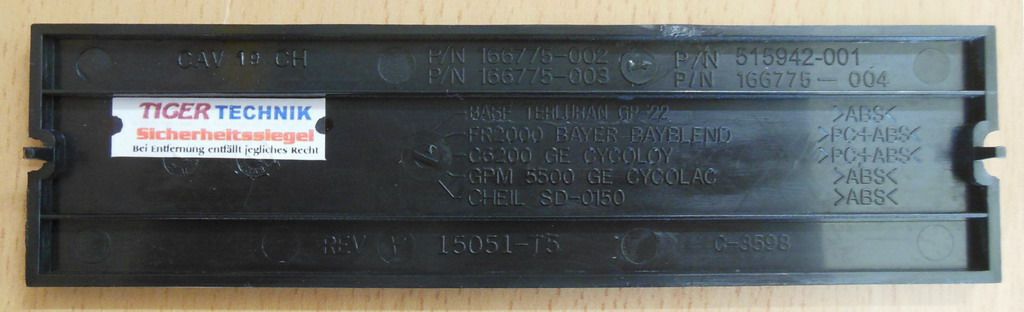 CAV 19 CH
P/N 166775-002
P/N 166775-003
P/N 515942-001
P/N 166775-004
TIGER TECHNIK
Sicherheitssiegel
Bei Entfernung entfällt jegliches Recht
BASE TERLURAN GP-22 >ABS<
FR2000 BAYER BAYBLEND >PC+ABS<
C6200 GE CYCOLOY >PC+ABS<
GPM 5500 GE CYCOLAC >ABS<
CHEIL SD-0150 >ABS<
REV Y
15051-T5
C-3598